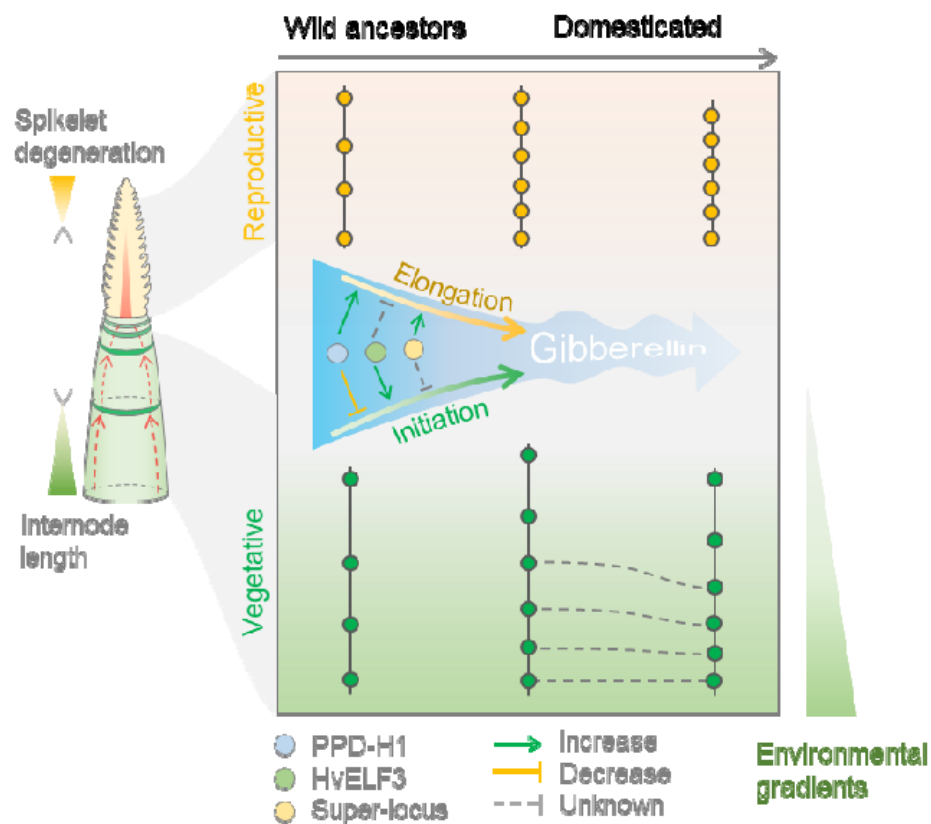 Wild ancestors Domesticated
Spikelet
degeneration
Reproductive
Elongation
Gibberellin
Initiation
Internode
length
Vegetative
PPD-H1
HvELF3
Super-locus
Increase
Decrease
Unknown
Environmental
gradients